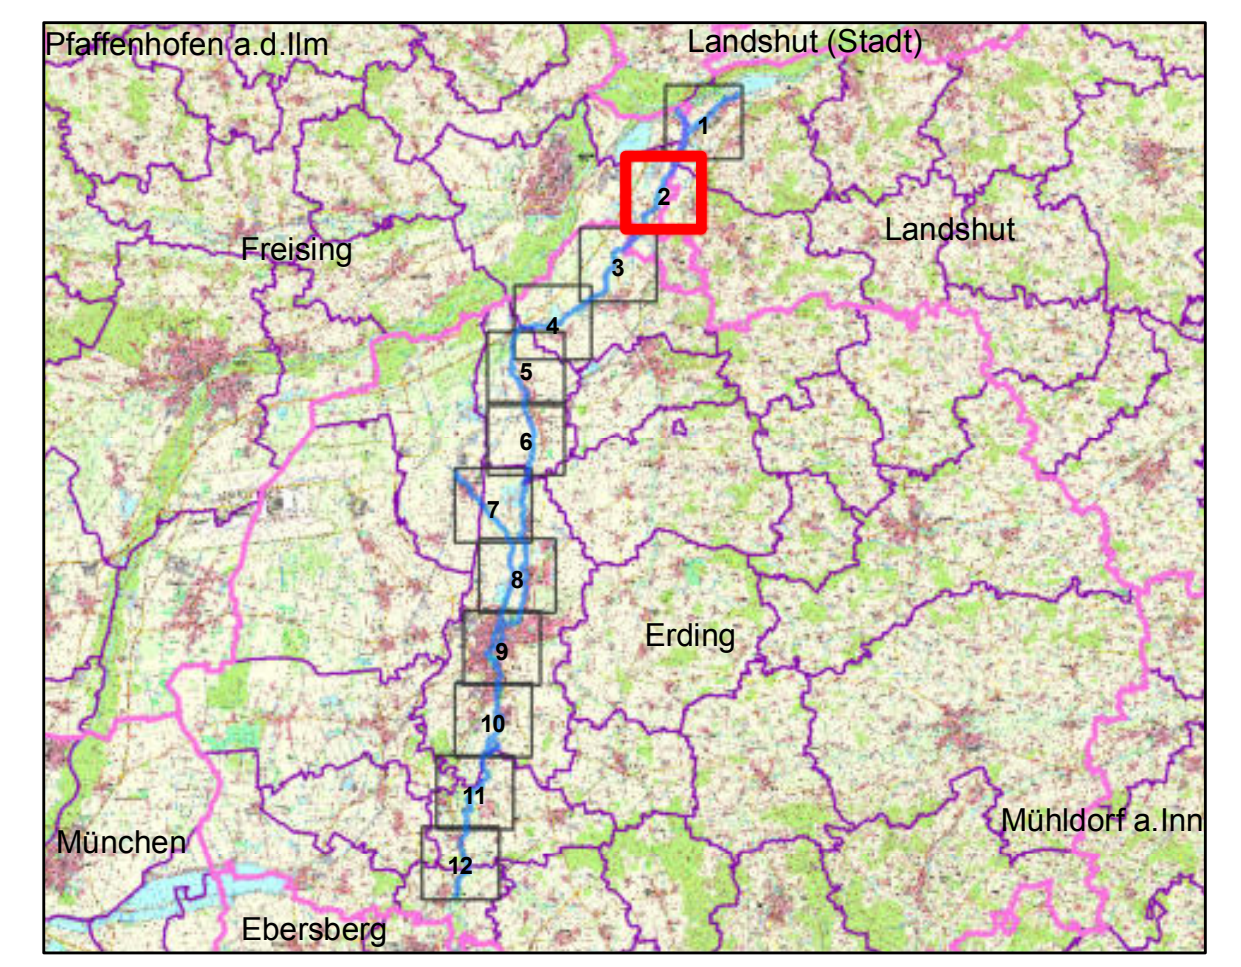 Pfaffenhofen a.d.Ilm
Landshut (Stadt)
1
2
Landshut
Freising
3
4
5
6
7
8
Erding
9
10
11
Mühldorf a.Inn
München
12
Ebersberg